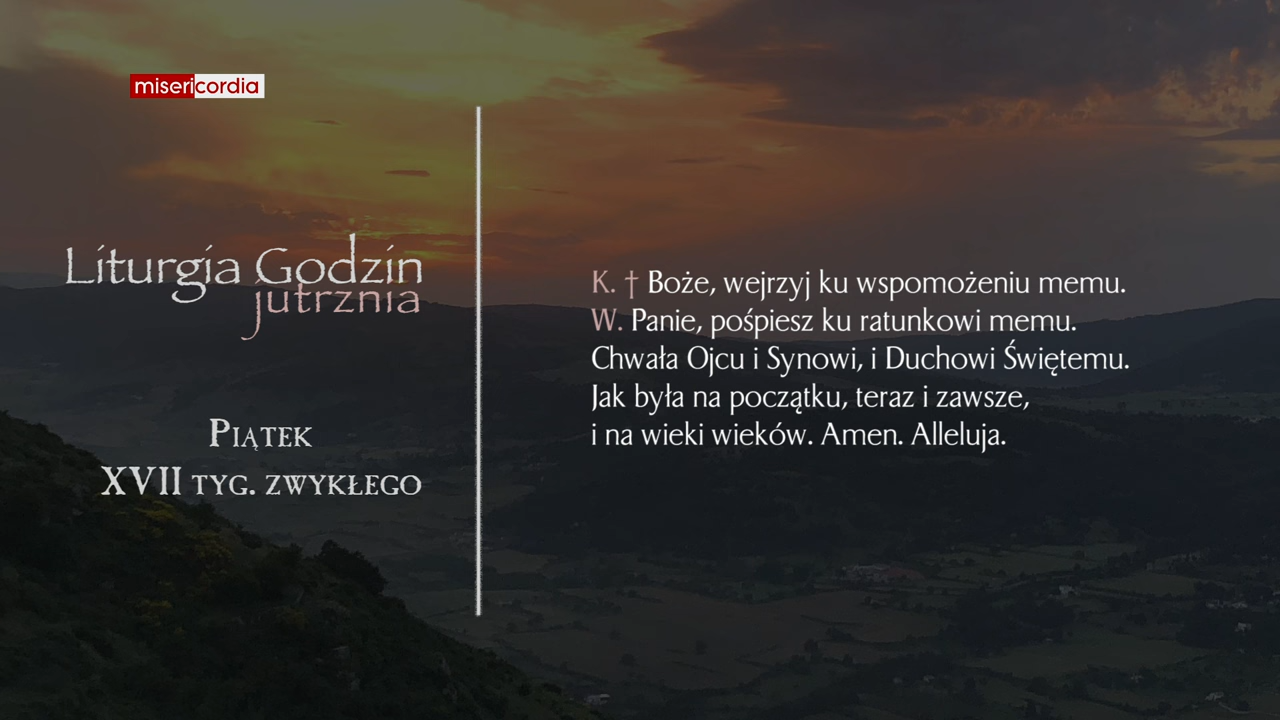 misericordia
Liturgia Godzin
jutrznia
Piątek
XVII tyg. zwykłego
K. † Boże, wejrzyj ku wspomożeniu memu.
W. Panie, pośpiesz ku ratunkowi memu.
Chwała Ojcu i Synowi, i Duchowi Świętemu.
Jak była na początku, teraz i zawsze,
i na wieki wieków. Amen. Alleluja.